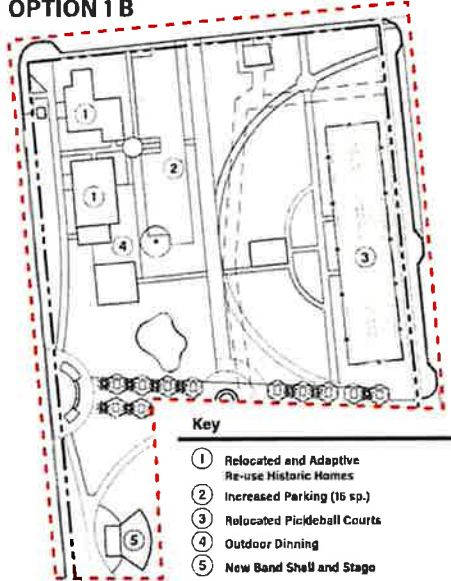 OPTION 1B
1
1
2
4
3
5
Key
1 Relocated and Adaptive
Re-use Historic Homes
2 Increased Parking (16 sp.)
3 Relocated Pickleball Courts
4 Outdoor Dinning
5 New Band Shell and Stage